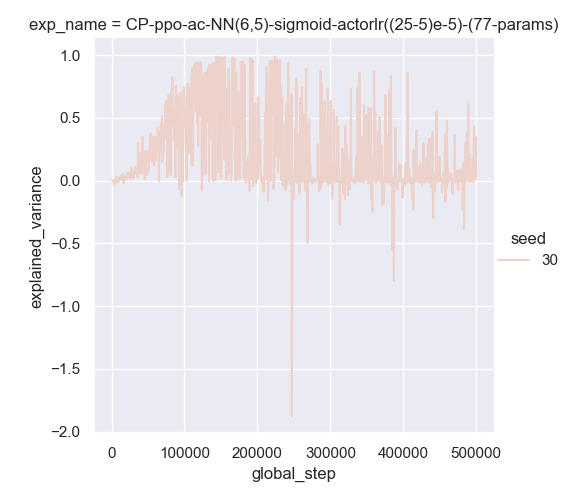 exp_name = CP-ppo-ac-NN(6,5)-sigmoid-actorlr((25-5)e-5)-(77-params)
1.0
0.5
0.0
−0.5
−1.0
−1.5
−2.0
explained_variance
0 100000 200000 300000 400000 500000
global_step
seed
30